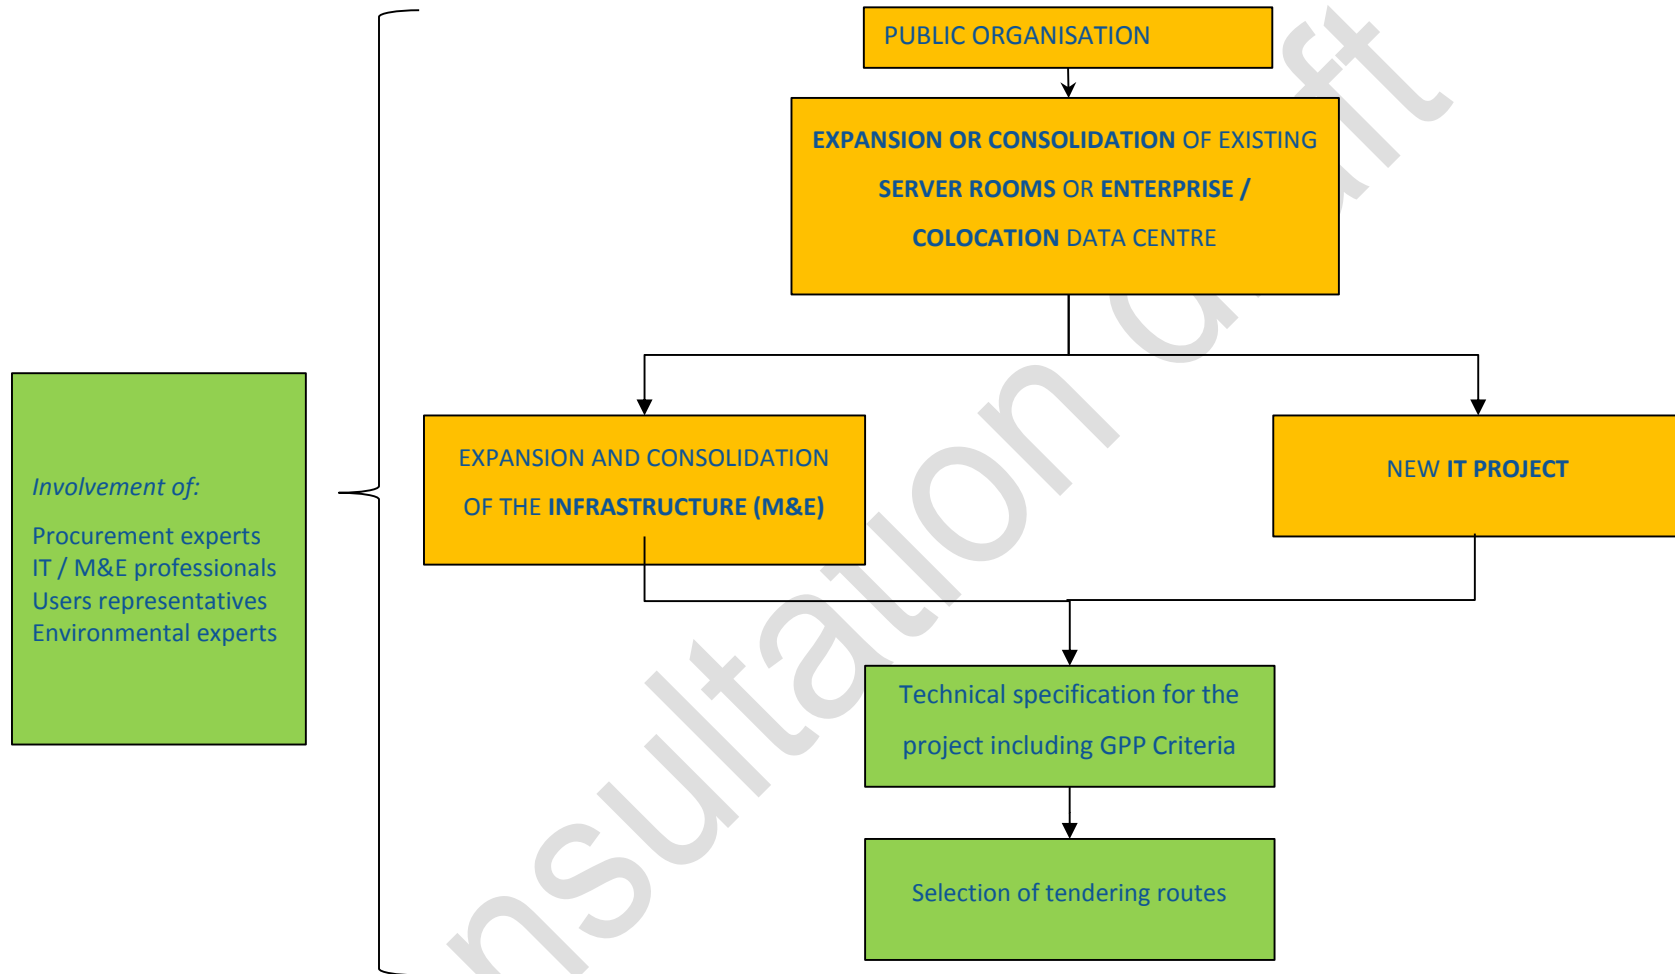 PUBLIC ORGANISATION
EXPANSION OR CONSOLIDATION OF EXISTING
SERVER ROOMS OR ENTERPRISE /
COLOCATION DATA CENTRE
EXPANSION AND CONSOLIDATION
OF THE INFRASTRUCTURE (M&E)
NEW IT PROJECT
Involvement of:
Procurement experts
IT / M&E professionals
Users representatives
Environmental experts
Technical specification for the
project including GPP Criteria
Selection of tendering routes
nsultation draft